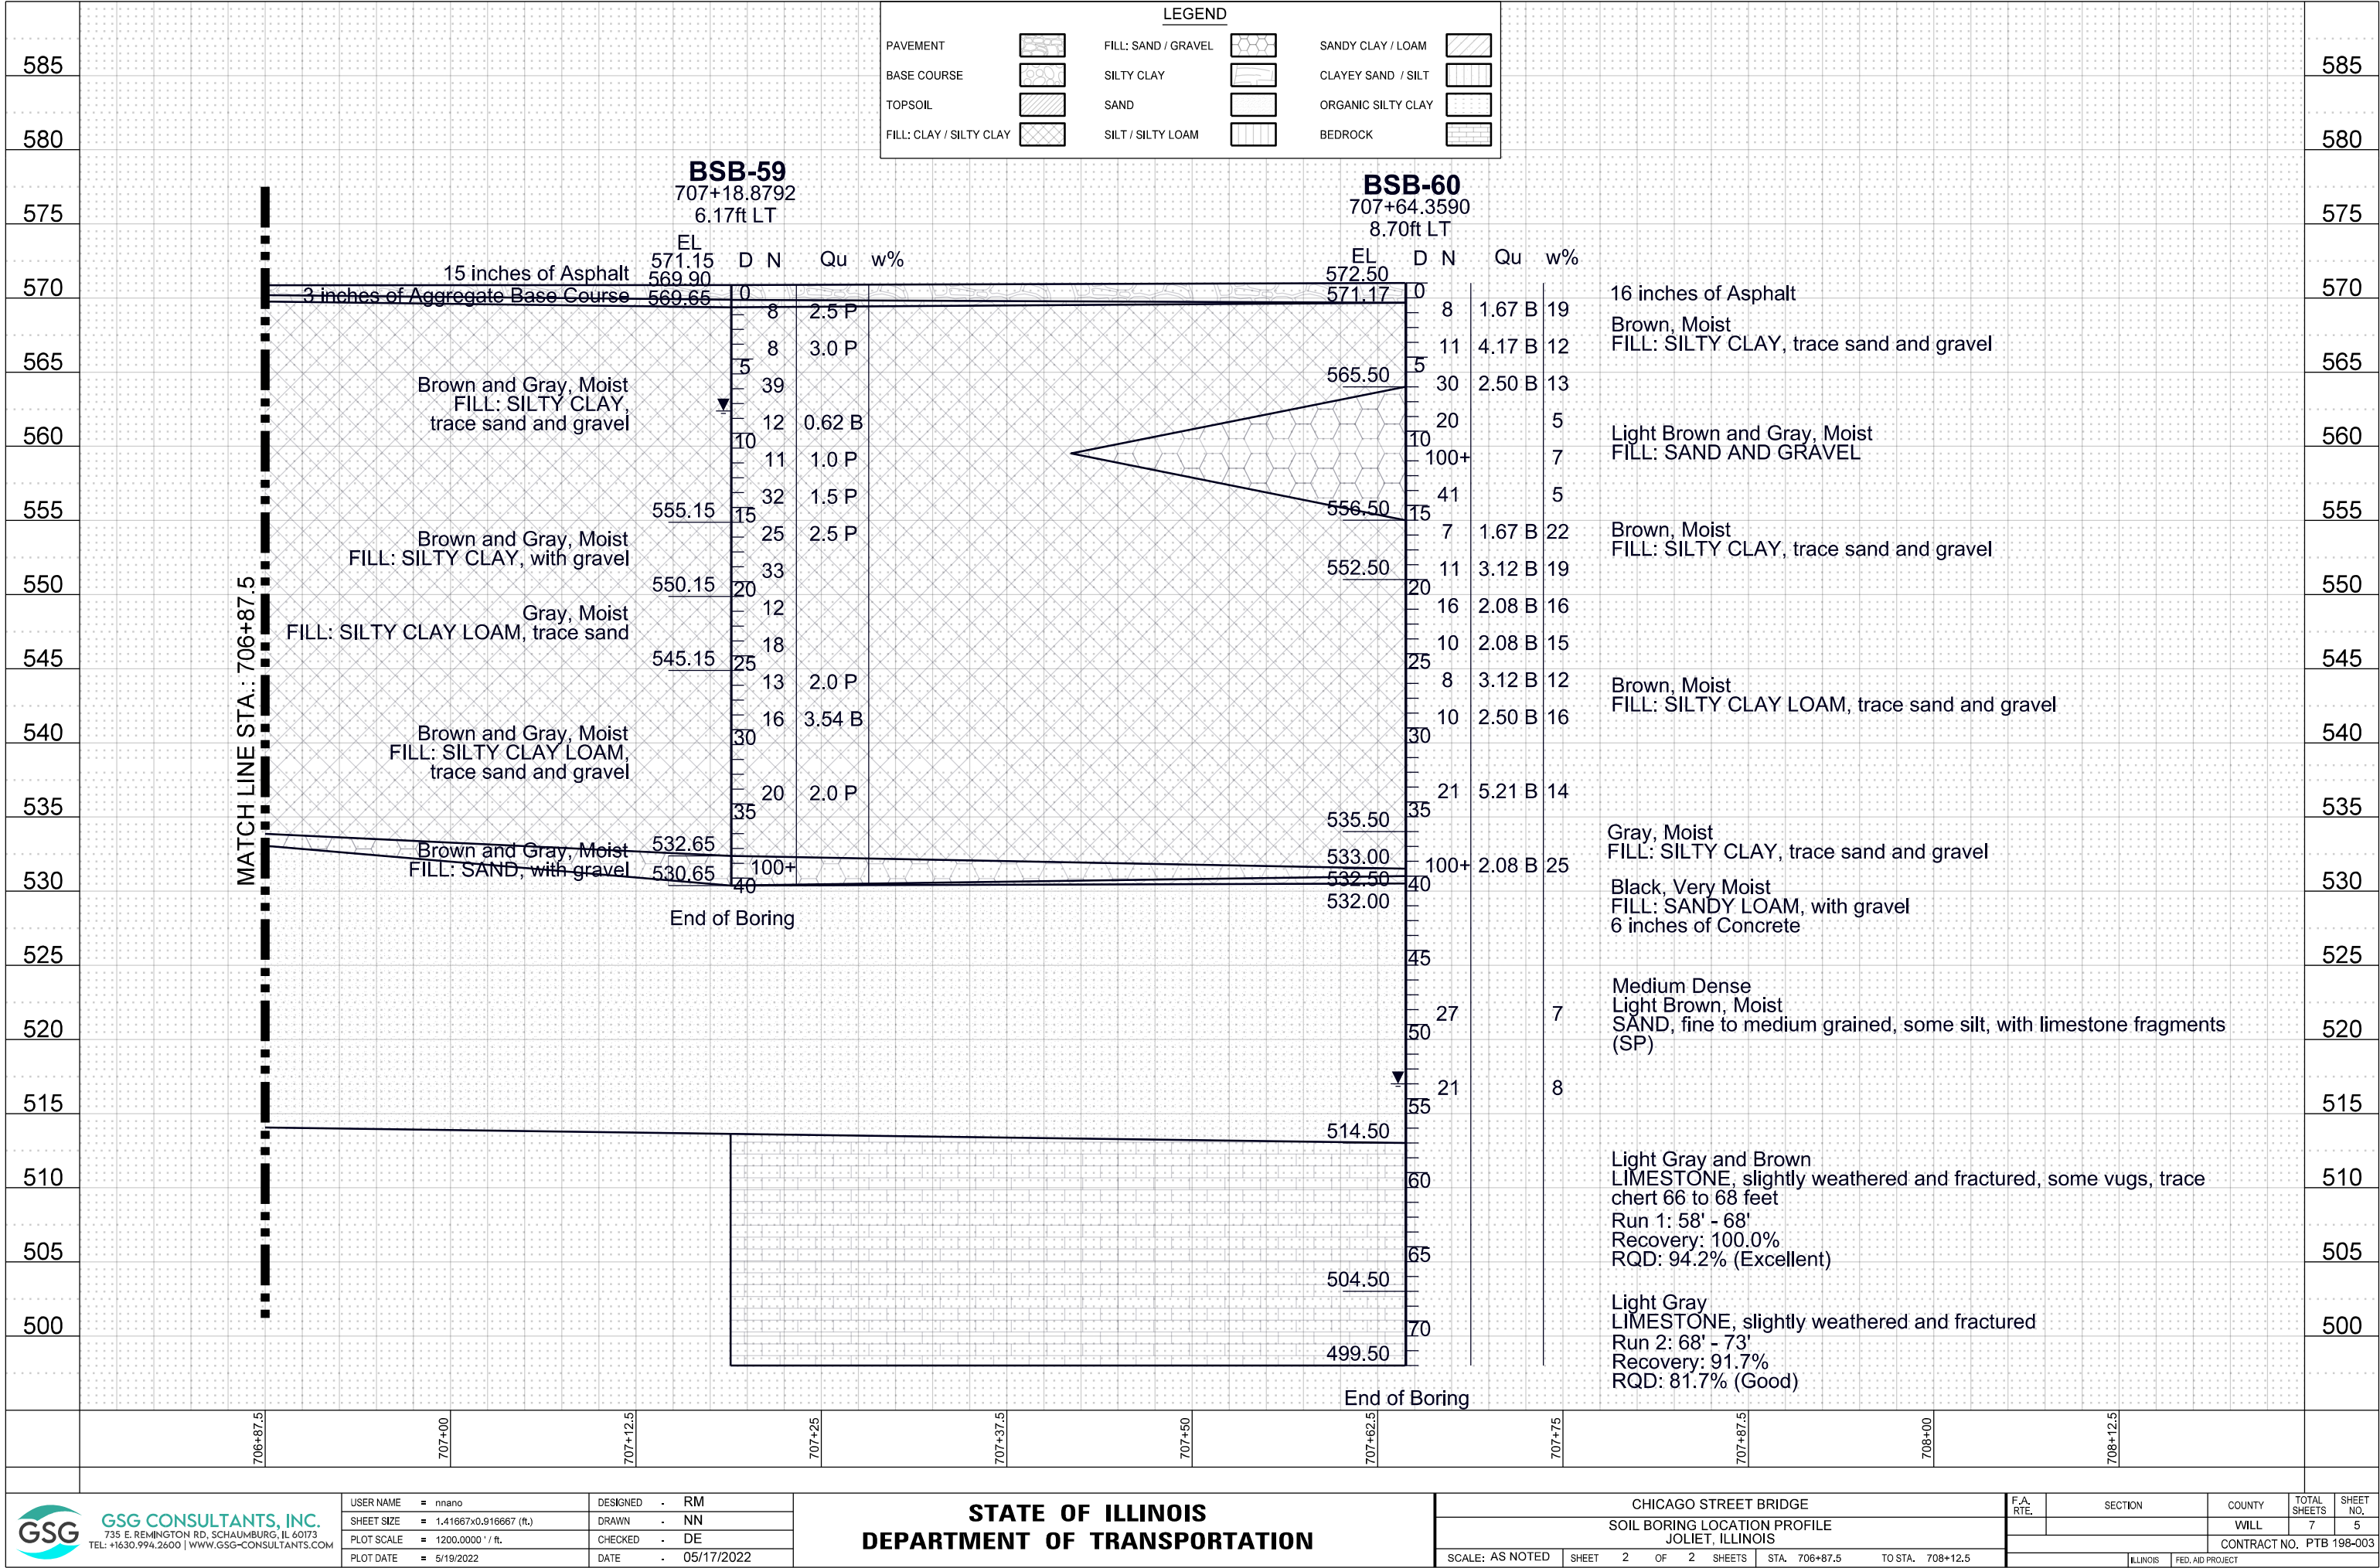 LEGEND
PAVEMENT
FILL: SAND / GRAVEL
SANDY CLAY / LOAM
BASE COURSE
SILTY CLAY
CLAYEY SAND / SILT
TOPSOIL
SAND
ORGANIC SILTY CLAY
FILL: CLAY / SILTY CLAY
SILT / SILTY LOAM
BEDROCK
585
580
575
570
565
560
555
550
545
540
535
530
525
520
515
510
505
500
MATCH LINE STA.: 706+87.5
BSB-59
707+18.8792
6.17ft LT
EL
D N Qu w%
571.15
569.90
569.65
555.15
550.15
545.15
532.65
530.65
15 inches of Asphalt
3 inches of Aggregate Base Course
Brown and Gray, Moist
FILL: SILTY CLAY,
trace sand and gravel
Brown and Gray, Moist
FILL: SILTY CLAY, with gravel
Gray, Moist
FILL: SILTY CLAY LOAM, trace sand
Brown and Gray, Moist
FILL: SILTY CLAY LOAM,
trace sand and gravel
Brown and Gray, Moist
FILL: SAND, with gravel
0
8 2.5 P
8 3.0 P
5
39
12 0.62 B
10
11 1.0 P
32 1.5 P
15
25 2.5 P
33
20
12
18
25
13 2.0 P
16 3.54 B
30
20 2.0 P
35
100+
40
End of Boring
BSB-60
707+64.3590
8.70ft LT
EL
D N Qu w%
572.50
571.17
565.50
556.50
552.50
535.50
533.00
532.50
532.00
514.50
504.50
499.50
0
8 1.67 B 19
11 4.17 B 12
5
30 2.50 B 13
20 5
10
100+ 7
41 5
15
7 1.67 B 22
11 3.12 B 19
20
16 2.08 B 16
10 2.08 B 15
25
8 3.12 B 12
10 2.50 B 16
30
21 5.21 B 14
35
100+ 2.08 B 25
40
45
27 7
50
21 8
55
60
65
70
End of Boring
16 inches of Asphalt
Brown, Moist
FILL: SILTY CLAY, trace sand and gravel
Light Brown and Gray, Moist
FILL: SAND AND GRAVEL
Brown, Moist
FILL: SILTY CLAY, trace sand and gravel
Brown, Moist
FILL: SILTY CLAY LOAM, trace sand and gravel
Gray, Moist
FILL: SILTY CLAY, trace sand and gravel
Black, Very Moist
FILL: SANDY LOAM, with gravel
6 inches of Concrete
Medium Dense
Light Brown, Moist
SAND, fine to medium grained, some silt, with limestone fragments
(SP)
Light Gray and Brown
LIMESTONE, slightly weathered and fractured, some vugs, trace
chert 66 to 68 feet
Run 1: 58' - 68'
Recovery: 100.0%
RQD: 94.2% (Excellent)
Light Gray
LIMESTONE, slightly weathered and fractured
Run 2: 68' - 73'
Recovery: 91.7%
RQD: 81.7% (Good)
585
580
575
570
565
560
555
550
545
540
535
530
525
520
515
510
505
500
706+87.5
707+00
707+12.5
707+25
707+37.5
707+50
707+62.5
707+75
707+87.5
708+00
708+12.5
GSG
GSG CONSULTANTS, INC.
735 E. REMINGTON RD, SCHAUMBURG, IL 60173
TEL: +1630.994.2600 | WWW.GSG-CONSULTANTS.COM
USER NAME = nnano
SHEET SIZE = 1.41667x0.916667 (ft.)
PLOT SCALE = 1200.0000 ' / ft.
PLOT DATE = 5/19/2022
DESIGNED - RM
DRAWN - NN
CHECKED - DE
DATE - 05/17/2022
STATE OF ILLINOIS
DEPARTMENT OF TRANSPORTATION
CHICAGO STREET BRIDGE
SOIL BORING LOCATION PROFILE
JOLIET, ILLINOIS
SCALE: AS NOTED SHEET 2 OF 2 SHEETS STA. 706+87.5 TO STA. 708+12.5
F.A. RTE.
SECTION
COUNTY
TOTAL SHEETS
SHEET NO.
WILL 7 5
CONTRACT NO. PTB 198-003
ILLINOIS FED. AID PROJECT